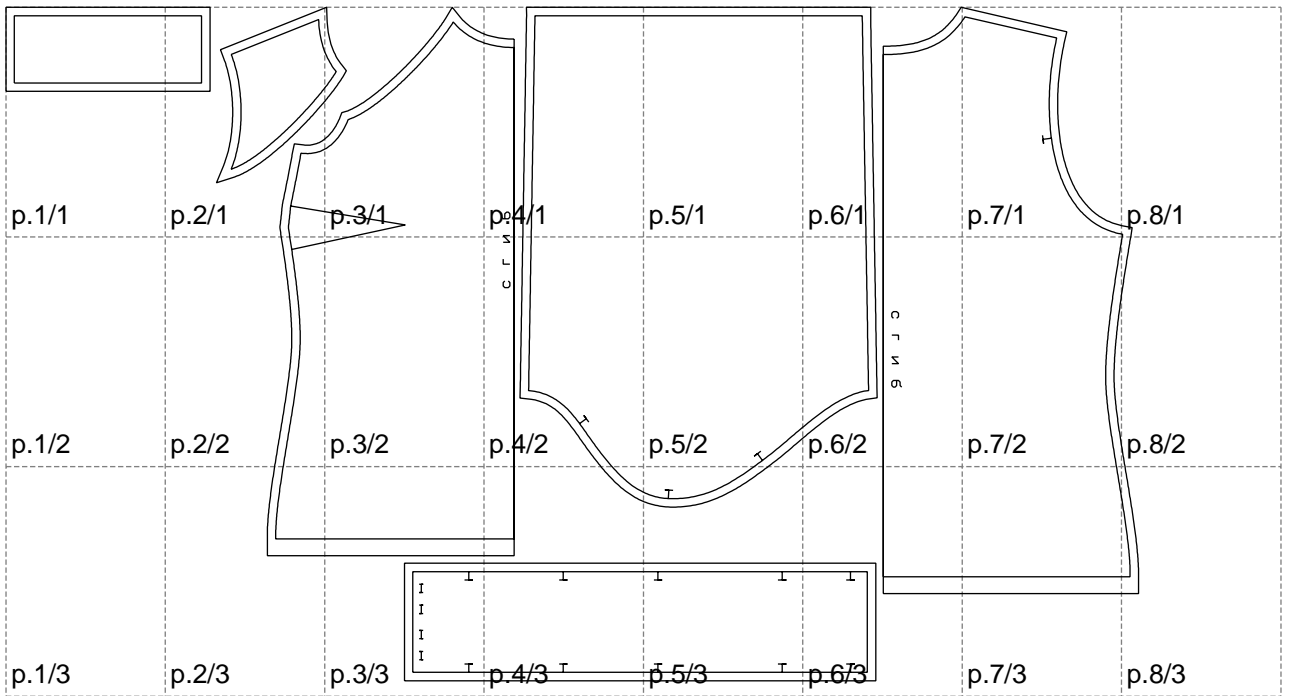 p.1/1 p.2/1 p.3/1 p.4/1 p.5/1 p.6/1 p.7/1 p.8/1
с г и б
с г и б
p.1/2 p.2/2 p.3/2 p.4/2 p.5/2 p.6/2 p.7/2 p.8/2
p.1/3 p.2/3 p.3/3 p.4/3 p.5/3 p.6/3 p.7/3 p.8/3